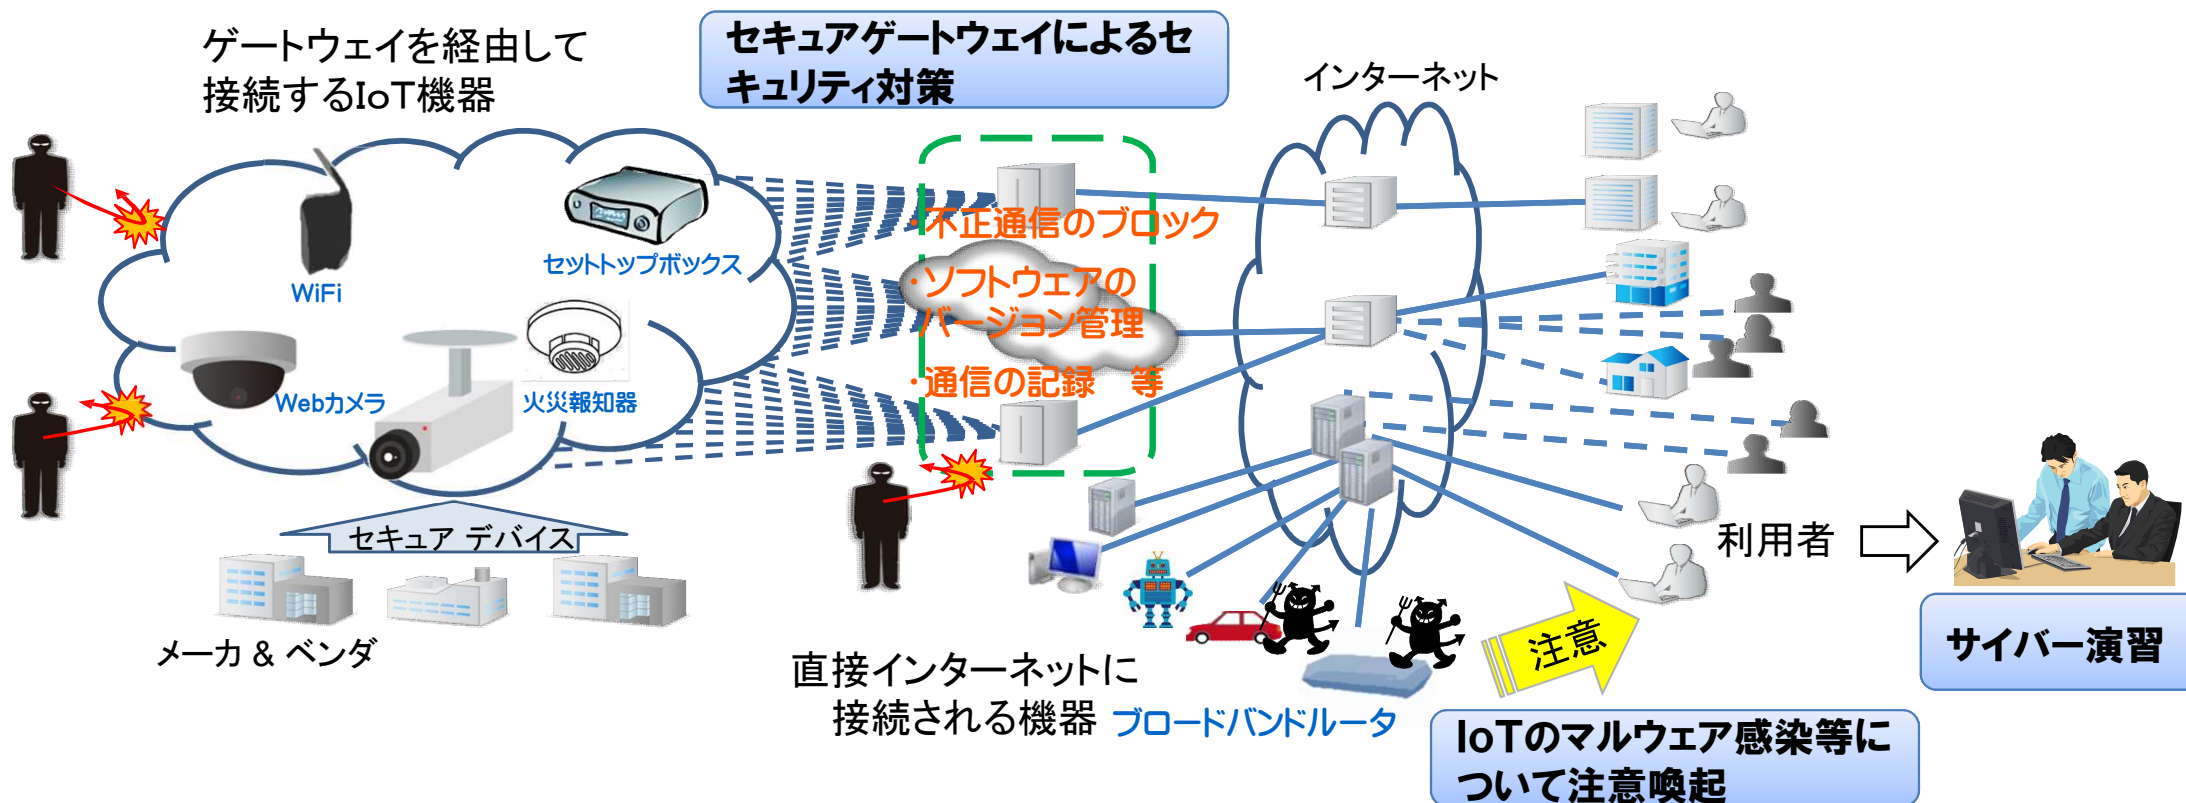 ゲートウェイを経由して
接続するIoT機器
セキュアゲートウェイによるセ
キュリティ対策
インターネット
・不正通信のブロック
・ソフトウェアの
バージョン管理
・通信の記録　等
WiFi
セットトップボックス
Webカメラ
火災報知器
セキュア デバイス
メーカ & ベンダ
直接インターネットに
接続される機器
ブロードバンドルータ
注意
利用者
サイバー演習
IoTのマルウェア感染等に
ついて注意喚起